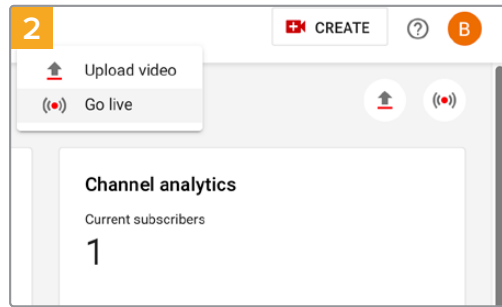 2
CREATE
B
Upload video
Go live
Channel analytics
Current subscribers
1